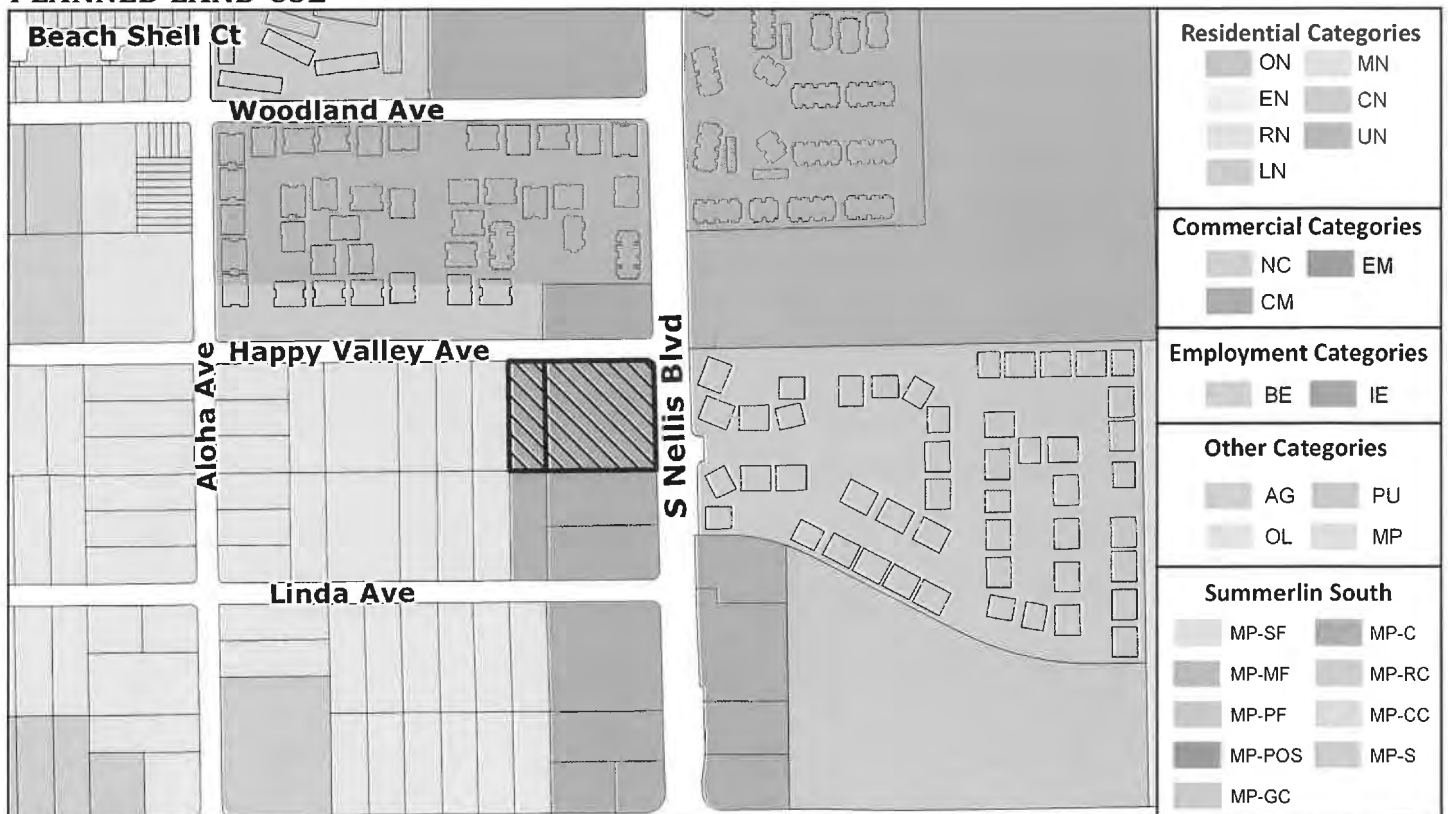 Beach Shell Ct
Woodland Ave
Happy Valley Ave
Aloha Ave
S Nellis Blvd
Linda Ave
Residential Categories
ON MN
EN CN
RN UN
LN
Commercial Categories
NC EM
CM
Employment Categories
BE IE
Other Categories
AG PU
OL MP
Summerlin South
MP-SF MP-C
MP-MF MP-RC
MP-PF MP-CC
MP-POS MP-S
MP-GC